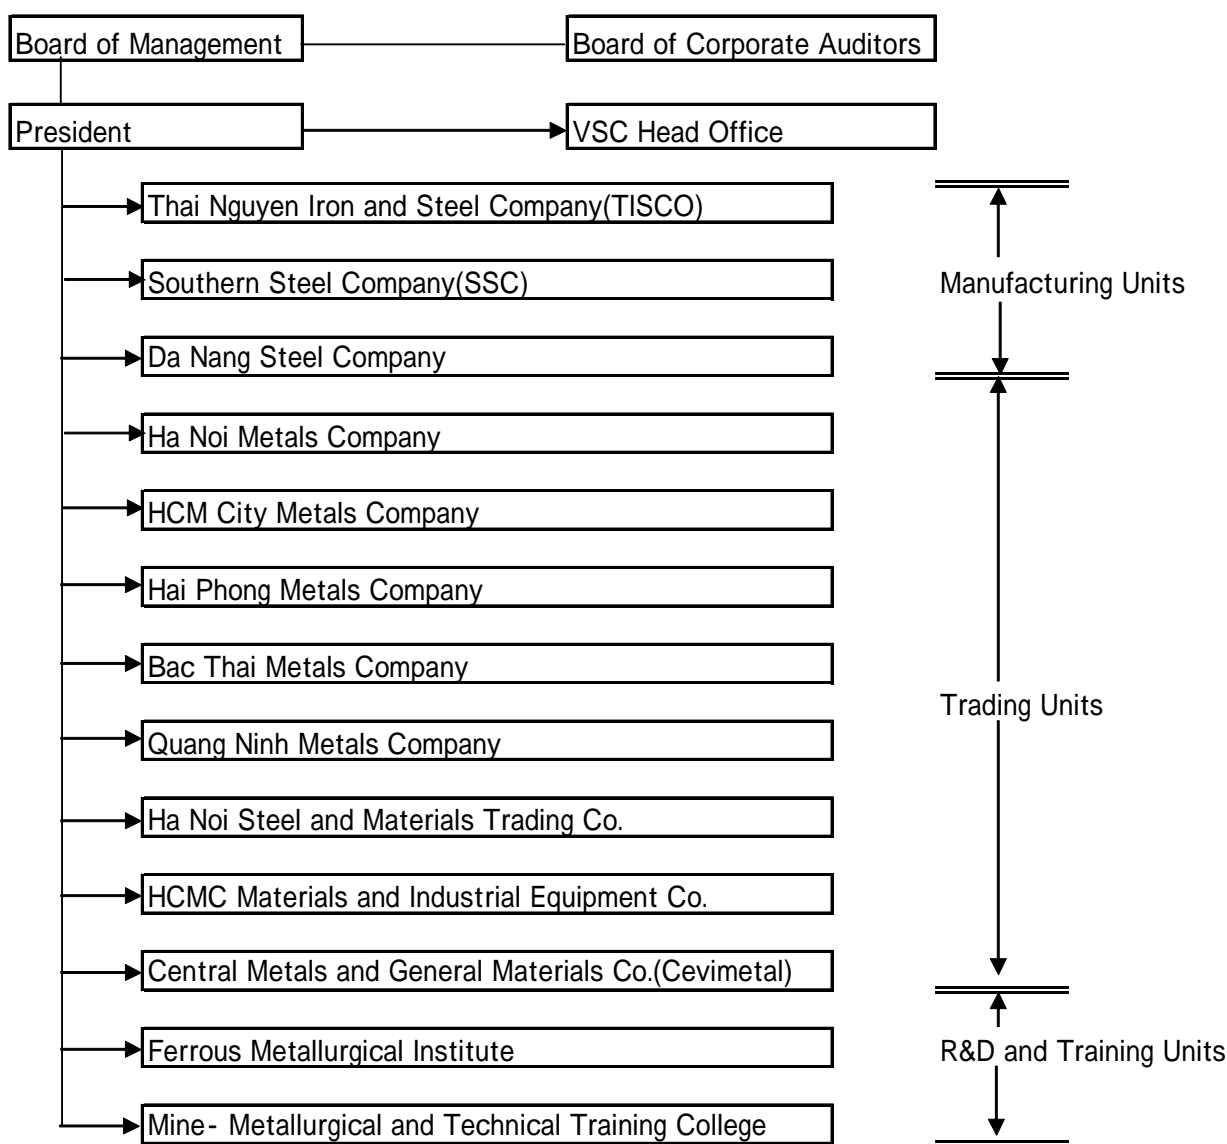 Board of Management
Board of Corporate Auditors
President
VSC Head Office
Thai Nguyen Iron and Steel Company(TISCO)
Southern Steel Company(SSC)
Manufacturing Units
Da Nang Steel Company
Ha Noi Metals Company
HCM City Metals Company
Hai Phong Metals Company
Bac Thai Metals Company
Trading Units
Quang Ninh Metals Company
Ha Noi Steel and Materials Trading Co.
HCMC Materials and Industrial Equipment Co.
Central Metals and General Materials Co.(Cevimetal)
Ferrous Metallurgical Institute
R&D and Training Units
Mine- Metallurgical and Technical Training College